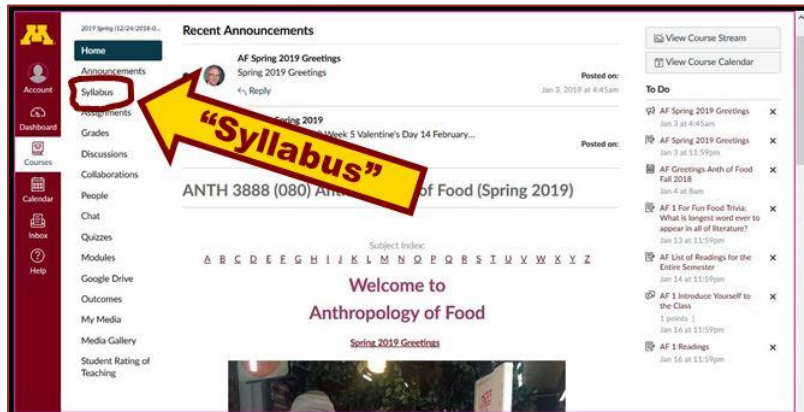 2019 Spring (12/24/2018-0...
Home
Announcements
Syllabus
Assignments
Grades
Discussions
Collaborations
People
Chat
Quizzes
Modules
Google Drive
Outcomes
My Media
Media Gallery
Student Rating of
Teaching
Account
Dashboard
Courses
Calendar
Inbox
Help
"Syllabus"
Recent Announcements
AF Spring 2019 Greetings
Spring 2019 Greetings
Reply
Posted on:
Jan 3, 2019 at 4:45am
Spring 2019
Week 5 Valentine's Day 14 February...
Posted on:
ANTH 3888 (080) of Food (Spring 2019)
Subject Index:
A B C D E F G H I J K L M N O P Q R S T U V W X Y Z
Welcome to
Anthropology of Food
Spring 2019 Greetings
View Course Stream
View Course Calendar
To Do
AF Spring 2019 Greetings
Jan 3 at 4:45am
AF Spring 2019 Greetings
Jan 3 at 11:59pm
AF Greetings Anth of Food
Fall 2018
Jan 4 at 8am
AF 1 For Fun Food Trivia:
What is longest word ever to
appear in all of literature?
Jan 13 at 11:59pm
AF List of Readings for the
Entire Semester
Jan 14 at 11:59pm
AF 1 Introduce Yourself to
the Class
1 points |
Jan 16 at 11:59pm
AF 1 Readings
Jan 16 at 11:59pm